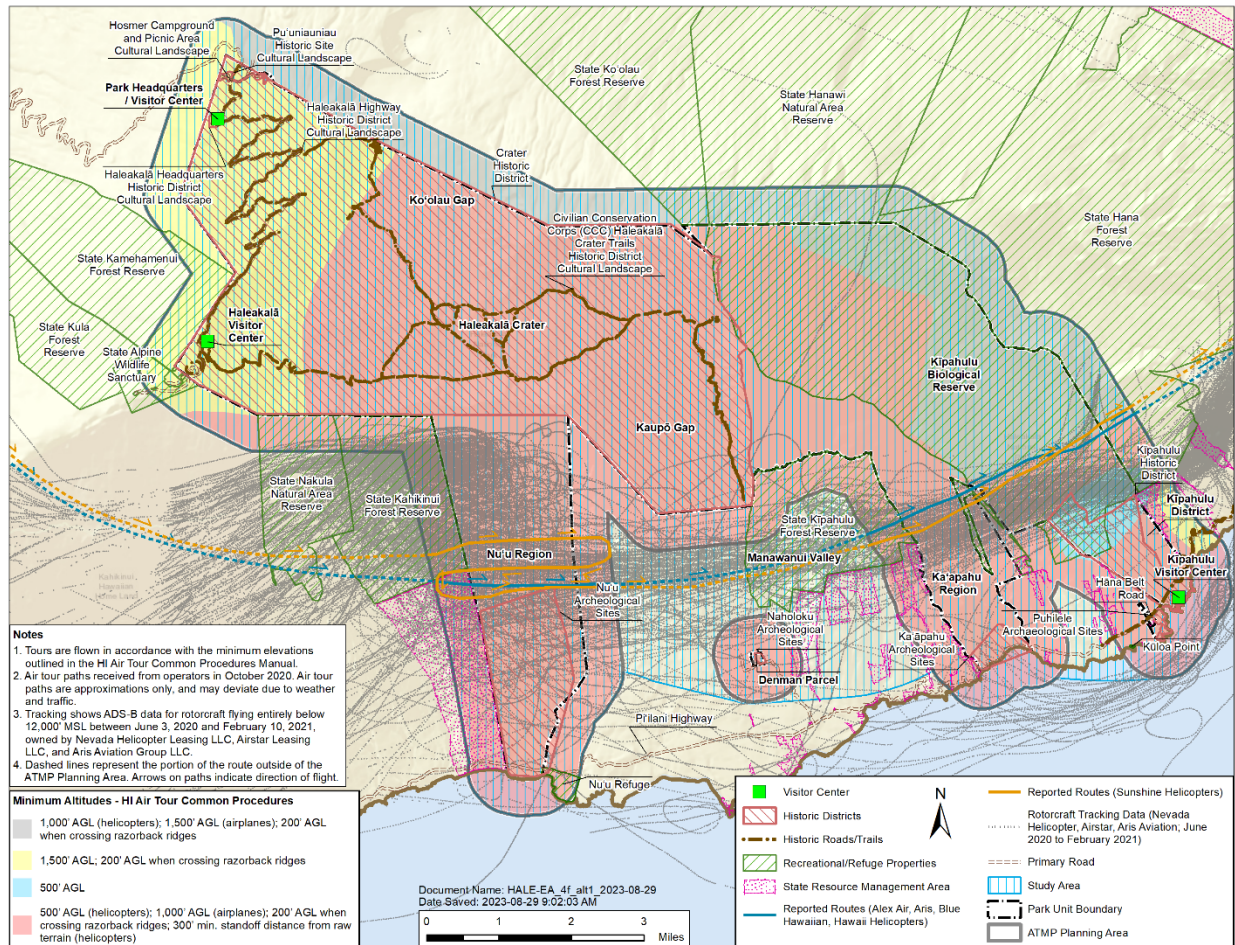 Hosmer Campground
and Picnic Area
Cultural Landscape
Pu‘uniauniau
Historic Site
Cultural Landscape
Park Headquarters
/ Visitor Center
Haleakalā Highway
Historic District
Cultural Landscape
Haleakalā Headquarters
Historic District
Cultural Landscape
State Ko‘olau
Forest Reserve
State Hanawi
Natural Area
Reserve
Crater
Historic
District
Ko‘olau Gap
Civilian Conservation
Corps (CCC) Haleakalā
Crater Trails
Historic District
Cultural Landscape
State Hana
Forest
Reserve
State Kamehamenui
Forest Reserve
State Kula
Forest
Reserve
Haleakalā
Visitor
Center
State Alpine
Wildlife
Sanctuary
Haleakalā Crater
Kīpahulu
Biological
Reserve
Kaupō Gap
State Nakula
Natural Area
Reserve
State Kahikinui
Forest Reserve
Kīpahulu
Historic
District
Kīpahulu
District
State Kīpahulu
Forest Reserve
Nu‘u Region
Manawainui Valley
Kīpahulu
Visitor Center
Ka‘apahu
Region
Hāna Belt
Road
Kahikinui,
Hawaiian
Home Land
Nu‘u
Archeological
Sites
Naholoku
Archeological
Sites
Ka‘āpahu
Archeological
Sites
Puhilele
Archaeological Sites
Kūloa Point
Denman Parcel
Pi‘ilani Highway
Nu‘u Refuge
Notes
1. Tours are flown in accordance with the minimum elevations
outlined in the HI Air Tour Common Procedures Manual.
2. Air tour paths received from operators in October 2020. Air tour
paths are approximations only, and may deviate due to weather
and traffic.
3. Tracking shows ADS-B data for rotorcraft flying entirely below
12,000' MSL between June 3, 2020 and February 10, 2021,
owned by Nevada Helicopter Leasing LLC, Airstar Leasing
LLC, and Aris Aviation Group LLC.
4. Dashed lines represent the portion of the route outside of the
ATMP Planning Area. Arrows on paths indicate direction of flight.
Minimum Altitudes - HI Air Tour Common Procedures
1,000' AGL (helicopters); 1,500' AGL (airplanes); 200' AGL
when crossing razorback ridges
1,500' AGL; 200' AGL when crossing razorback ridges
500' AGL
500' AGL (helicopters); 1,000' AGL (airplanes); 200' AGL when
crossing razorback ridges; 300' min. standoff distance from raw
terrain (helicopters)
Document Name: HALE-EA_4f_alt1_2023-08-29
Date Saved: 2023-08-29 9:02:03 AM
0 1 2 3
Miles
Visitor Center
Historic Districts
Historic Roads/Trails
Recreational/Refuge Properties
State Resource Management Area
Reported Routes (Alex Air, Aris, Blue
Hawaiian, Hawaii Helicopters)
N
Reported Routes (Sunshine Helicopters)
Rotorcraft Tracking Data (Nevada
Helicopter, Airstar, Aris Aviation; June
2020 to February 2021)
Primary Road
Study Area
Park Unit Boundary
ATMP Planning Area